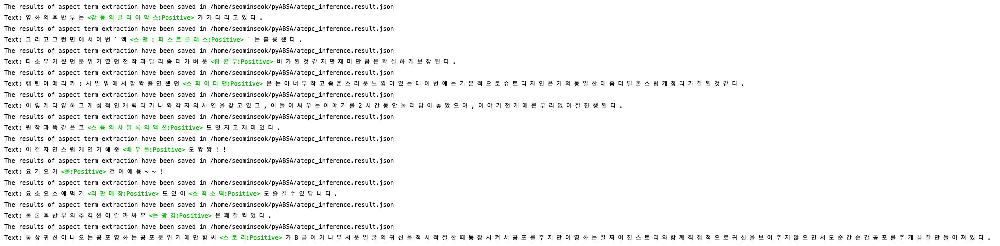 The results of aspect term extraction have been saved in /home/seominseok/pyABSA/atepc_inference.result.json
Text: 영 화 의 후 반 부 는 <감 동 의 클 라 이 막 스:Positive> 가 기 다 리 고 있 다 .
The results of aspect term extraction have been saved in /home/seominseok/pyABSA/atepc_inference.result.json
Text: 그 리 고 그 런 면 에 서 이 번 ` 엑 <스 맨 : 퍼 스 트 클 래 스:Positive> ` 는 훌 륭 했 다 .
The results of aspect term extraction have been saved in /home/seominseok/pyABSA/atepc_inference.result.json
Text: 다 소 무 거 웠 던 분 위 기 였 던 전 작 과 달 리 좀 더 가 벼 운 <팝 콘 무:Positive> 비 가 된 것 같 지 만 재 미 만 큼 은 확 실 하 게 보 장 된 다 .
The results of aspect term extraction have been saved in /home/seominseok/pyABSA/atepc_inference.result.json
Text: 캡 틴 아 메 리 카 : 시 빌 워 에 서 깜 짝 출 연 했 던 <스 파 이 더 맨:Positive> 은 눈 이 너 무 작 고 좀 촌 스 러 운 느 낌 이 었 는 데 이 번 에 는 기 본 적 으 로 슈 트 디 자 인 은 거 의 동 일 한 데 좀 더 덜 촌 스 럽 게 정 리 가 잘 된 것 같 다 .
The results of aspect term extraction have been saved in /home/seominseok/pyABSA/atepc_inference.result.json
Text: 이 렇 게 다 양 하 고 개 성 적 인 캐 릭 터 가 나 와 각 자 의 사 연 을 갖 고 있 고 , 이 들 이 싸 우 는 이 야 기 를 2 시 간 동 안 눌 러 담 아 놓 았 으 며 , 이 야 기 전 개 에 큰 무 리 없 이 잘 진 행 된 다 .
The results of aspect term extraction have been saved in /home/seominseok/pyABSA/atepc_inference.result.json
Text: 원 작 과 똑 같 은 코 <스 튬 의 사 일 록 의 액 션:Positive> 도 멋 지 고 재 미 있 다 .
The results of aspect term extraction have been saved in /home/seominseok/pyABSA/atepc_inference.result.json
Text: 이 걸 자 연 스 럽 게 연 기 해 준 <배 우 들:Positive> 도 짱 짱 ! !
The results of aspect term extraction have been saved in /home/seominseok/pyABSA/atepc_inference.result.json
Text: 요 거 요 거 <물:Positive> 건 이 에 용 ~ ~ !
The results of aspect term extraction have been saved in /home/seominseok/pyABSA/atepc_inference.result.json
Text: 요 소 요 소 에 먹 거 <리 판 매 장:Positive> 도 있 어 <소 떡 소 떡:Positive> 도 즐 길 수 있 답 니 다 .
The results of aspect term extraction have been saved in /home/seominseok/pyABSA/atepc_inference.result.json
Text: 물 론 후 반 부 의 추 격 씬 이 랄 까 싸 우 <는 광 경:Positive> 은 꽤 잘 찍 었 다 .
The results of aspect term extraction have been saved in /home/seominseok/pyABSA/atepc_inference.result.json
Text: 통 상 귀 신 이 나 오 는 공 포 영 화 는 공 포 분 위 기 에 만 힘 써 <스 토 리:Positive> 가 B 급 이 거 나 무 서 운 얼 굴 의 귀 신 을 적 시 적 절 한 때 등 장 시 켜 서 공 포 를 주 지 만 이 영 화 는 잘 짜 여 진 스 토 리 와 함 께 직 접 적 으 로 귀 신 을 보 여 주 지 않 으 면 서 도 순 간 순 간 공 포 를 주 게 끔 잘 만 들 어 져 있 다 .